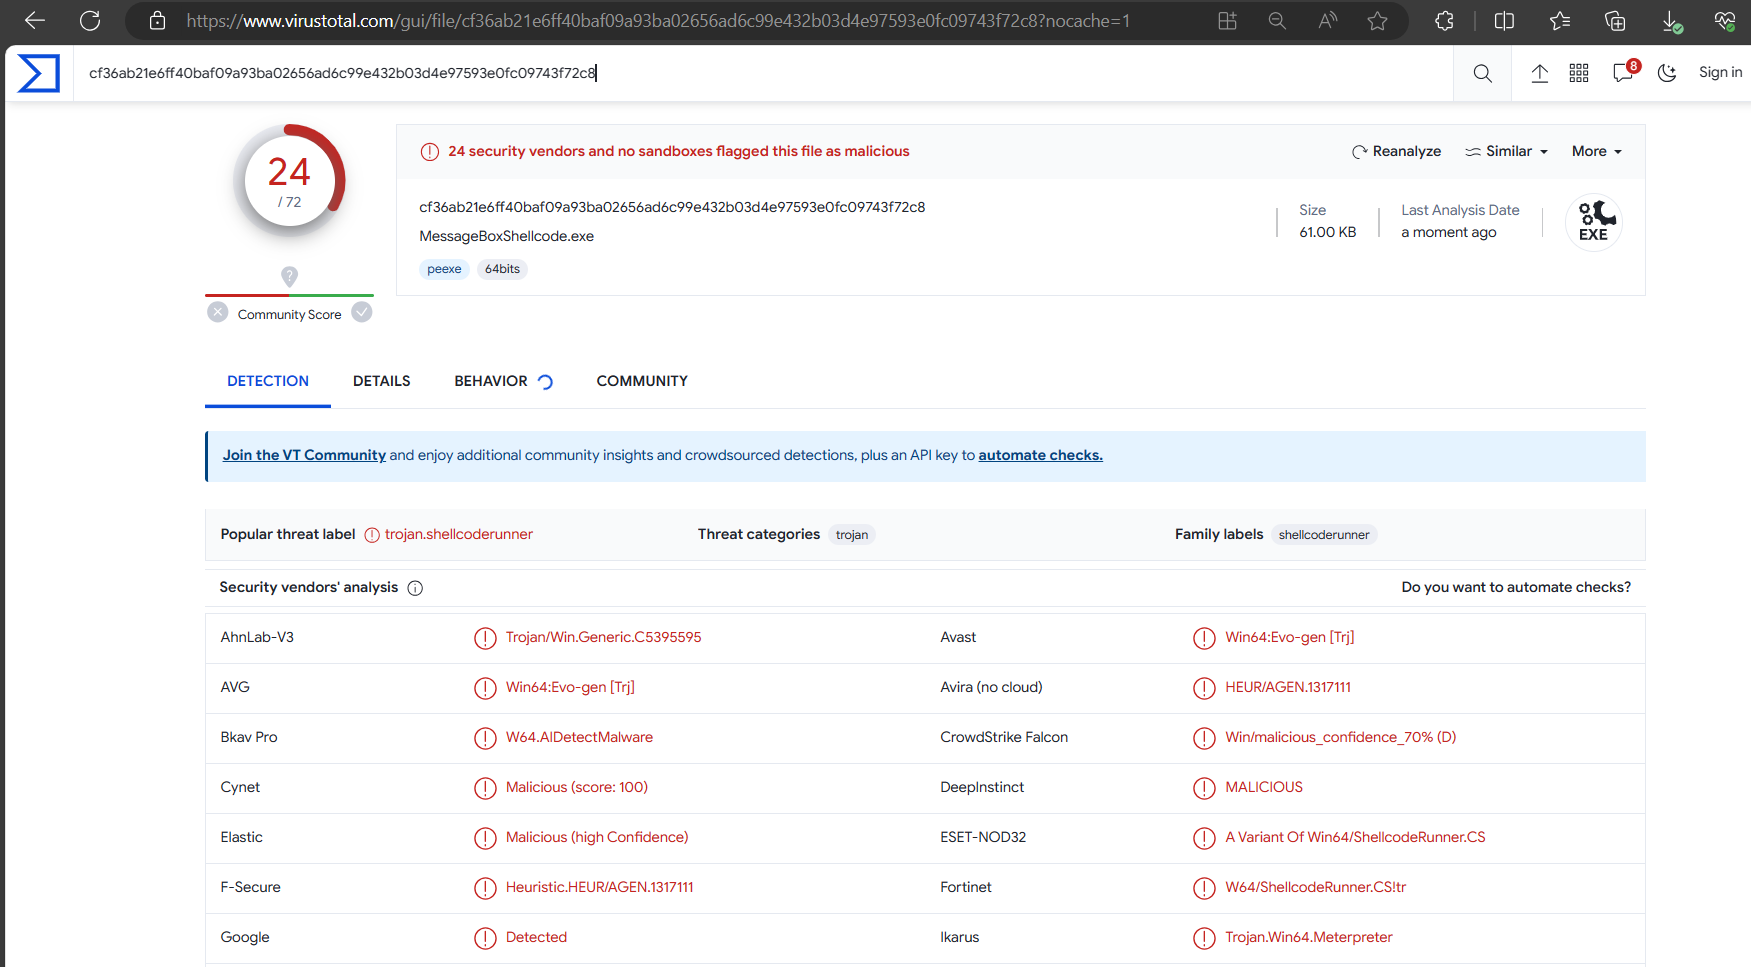 https://www.virustotal.com/gui/file/cf36ab21e6ff40baf09a93ba02656ad6c99e432b03d4e97593e0fc09743f72c8?nocache=1
cf36ab21e6ff40baf09a93ba02656ad6c99e432b03d4e97593e0fc09743f72c8
8
Sign in
24
/ 72
Community Score
24 security vendors and no sandboxes flagged this file as malicious
Reanalyze Similar More
cf36ab21e6ff40baf09a93ba02656ad6c99e432b03d4e97593e0fc09743f72c8
MessageBoxShellcode.exe
peexe 64bits
Size
61.00 KB
Last Analysis Date
a moment ago
EXE
DETECTION DETAILS BEHAVIOR COMMUNITY
Join the VT Community and enjoy additional community insights and crowdsourced detections, plus an API key to automate checks.
Popular threat label trojan.shellcoderunner Threat categories trojan Family labels shellcoderunner
Security vendors' analysis Do you want to automate checks?
AhnLab-V3 Trojan/Win.Generic.C5395595 Avast Win64:Evo-gen [Trj]
AVG Win64:Evo-gen [Trj] Avira (no cloud) HEUR/AGEN.1317111
Bkav Pro W64.AIDetectMalware CrowdStrike Falcon Win/malicious_confidence_70% (D)
Cynet Malicious (score: 100) DeepInstinct MALICIOUS
Elastic Malicious (high Confidence) ESET-NOD32 A Variant Of Win64/ShellcodeRunner.CS
F-Secure Heuristic.HEUR/AGEN.1317111 Fortinet W64/ShellcodeRunner.CS!tr
Google Detected Ikarus Trojan.Win64.Meterpreter